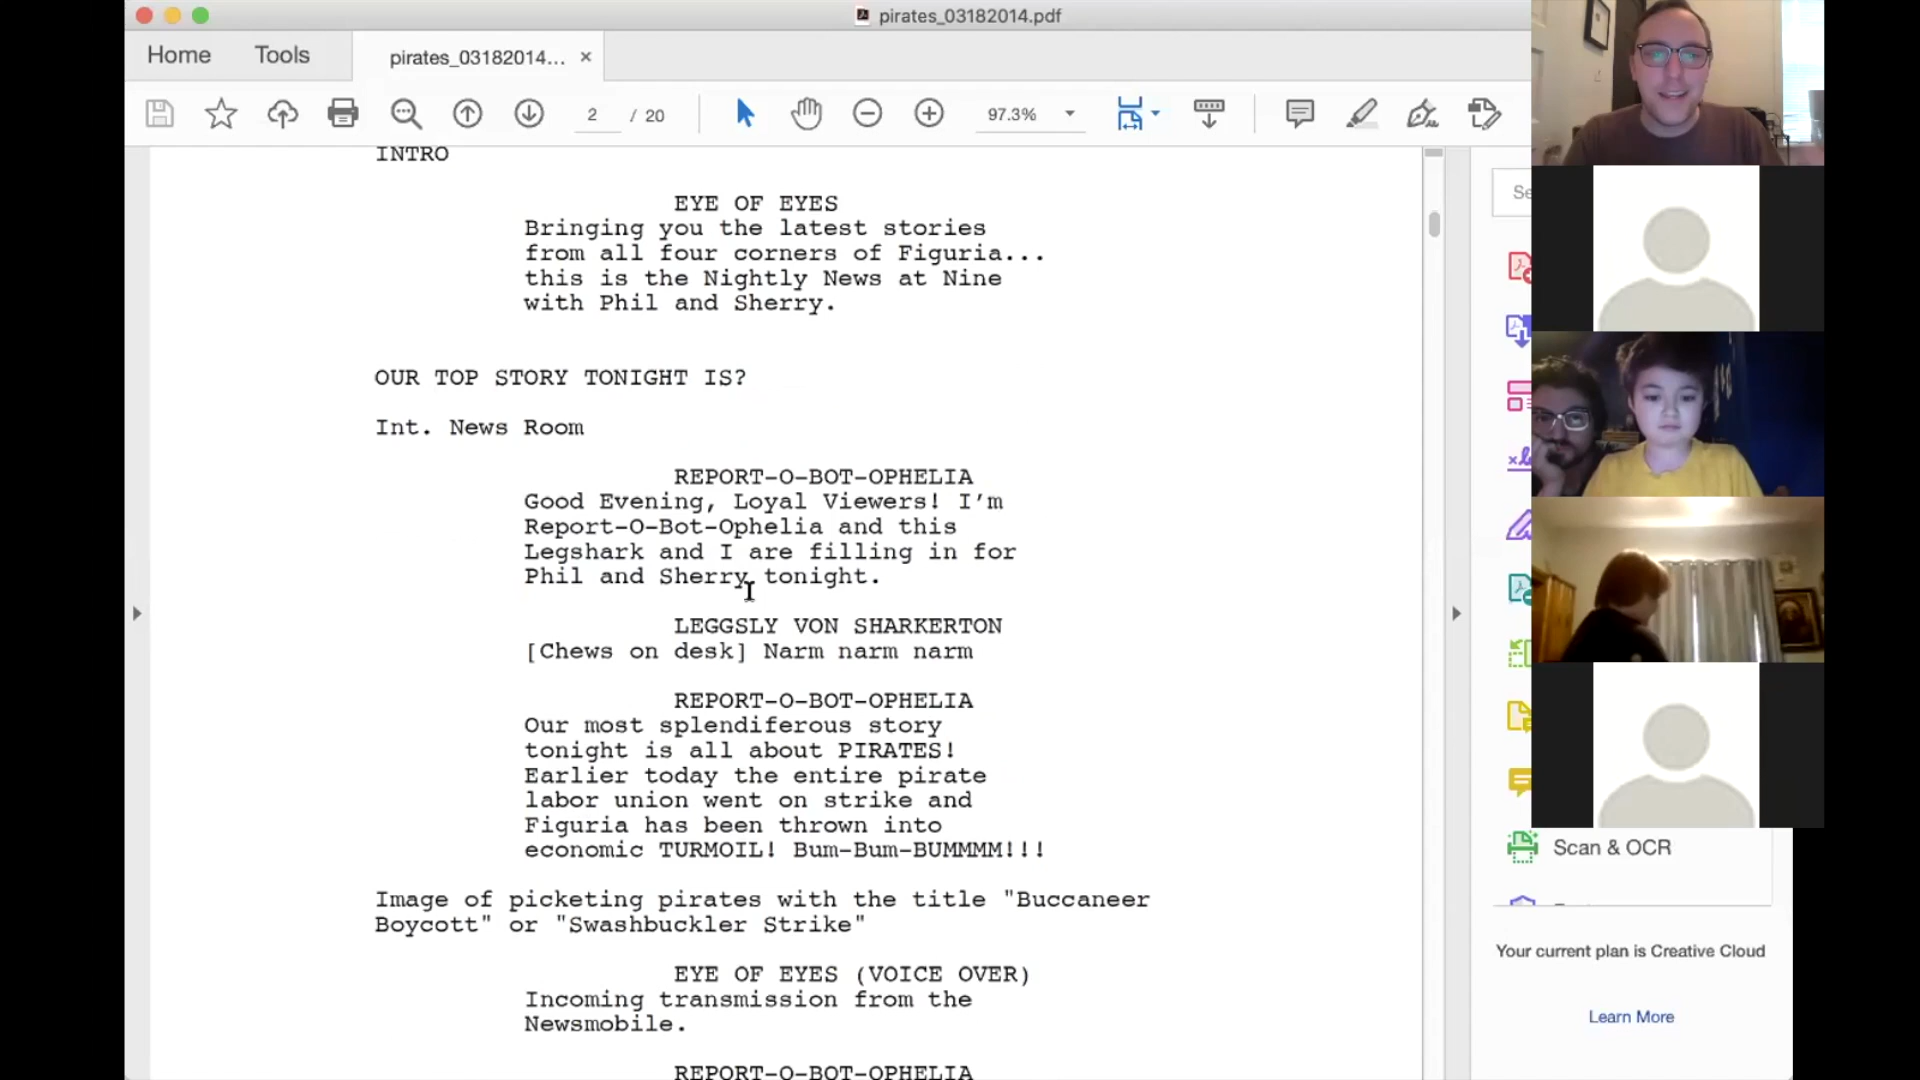 pirates_03182014.pdf
Home Tools pirates_03182014... ×
2 / 20 97.3%
INTRO
EYE OF EYES
Bringing you the latest stories
from all four corners of Figuria...
this is the Nightly News at Nine
with Phil and Sherry.
OUR TOP STORY TONIGHT IS?
Int. News Room
REPORT-O-BOT-OPHELIA
Good Evening, Loyal Viewers! I'm
Report-O-Bot-Ophelia and this
Legshark and I are filling in for
Phil and Sherry tonight.
LEGGSLY VON SHARKERTON
[Chews on desk] Narm narm narm
REPORT-O-BOT-OPHELIA
Our most splendiferous story
tonight is all about PIRATES!
Earlier today the entire pirate
labor union went on strike and
Figuria has been thrown into
economic TURMOIL! Bum-Bum-BUMMMM!!!
Image of picketing pirates with the title "Buccaneer
Boycott" or "Swashbuckler Strike"
EYE OF EYES (VOICE OVER)
Incoming transmission from the
Newsmobile.
REPORT-O-BOT-OPHELIA
Se
Scan & OCR
Your current plan is Creative Cloud
Learn More